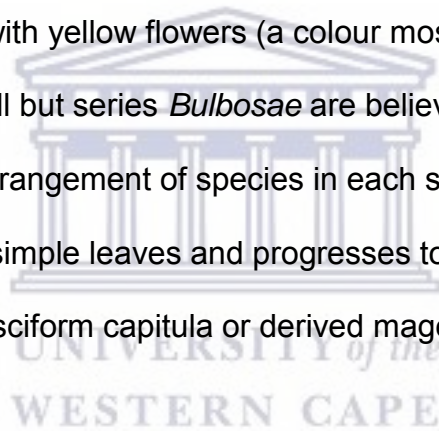 with yellow flowers (a colour mos
ll but series Bulbosae are believ
rangement of species in each s
simple leaves and progresses to
sciform capitula or derived mage
UNIVERSITY of the
WESTERN CAPE